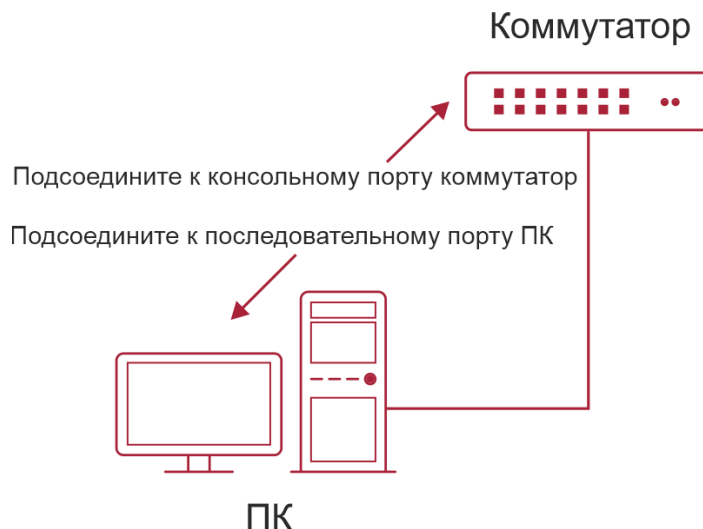 Коммутатор
Подсоедините к консольному порту коммутатор
Подсоедините к последовательному порту ПК
ПК